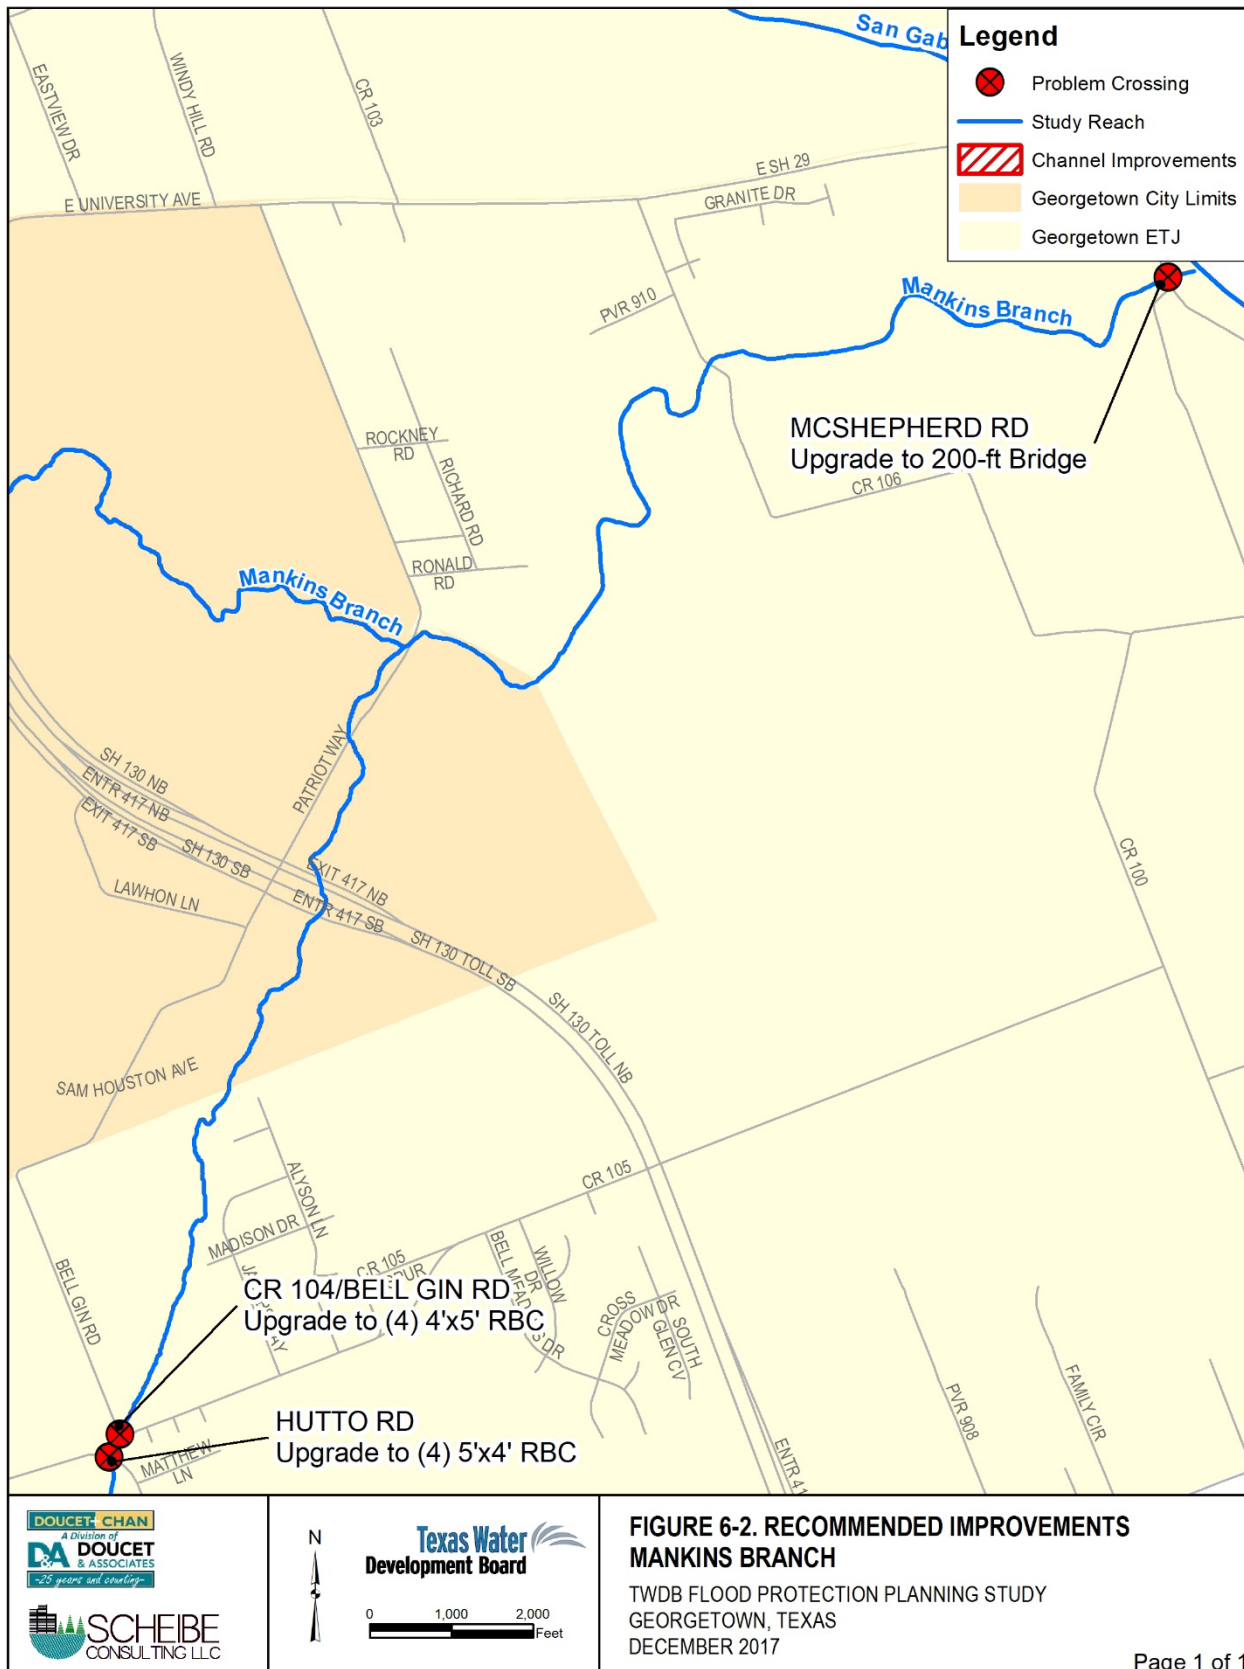 San Gab
Legend
Problem Crossing
Study Reach
Channel Improvements
Georgetown City Limits
Georgetown ETJ
EASTVIEW DR
WINDY HILL RD
CR 103
E UNIVERSITY AVE
E SH 29
GRANITE DR
PVR 910
Mankins Branch
MCSHEPHERD RD
Upgrade to 200-ft Bridge
CR 106
ROCKNEY
RD
RICHARD RD
RONALD
RD
Mankins Branch
PATRIOT WAY
SH 130 NB
ENTR 417 NB
EXIT 417 SB
SH 130 SB
EXIT 417 NB
ENTR 417 SB
LAWHON LN
SH 130 TOLL SB
SH 130 TOLL NB
CR 100
SAM HOUSTON AVE
ALYSON LN
MADISON DR
CR 105
BELL GIN RD
CR 105
WILLOW
DR
CROSS
MEADOW DR
SOUTH
GLEN CV
CR 104/BELL GIN RD
Upgrade to (4) 4'x5' RBC
HUTTO RD
Upgrade to (4) 5'x4' RBC
MATTHEW
LN
PVR 908
FAMILY CIR
ENTR 41
DOUCET+CHAN
A Division of
D&A DOUCET
& ASSOCIATES
-25 years and counting-
SCHEIBE
CONSULTING LLC
N
Texas Water
Development Board
0 1,000 2,000
Feet
FIGURE 6-2. RECOMMENDED IMPROVEMENTS
MANKINS BRANCH
TWDB FLOOD PROTECTION PLANNING STUDY
GEORGETOWN, TEXAS
DECEMBER 2017
Page 1 of 1